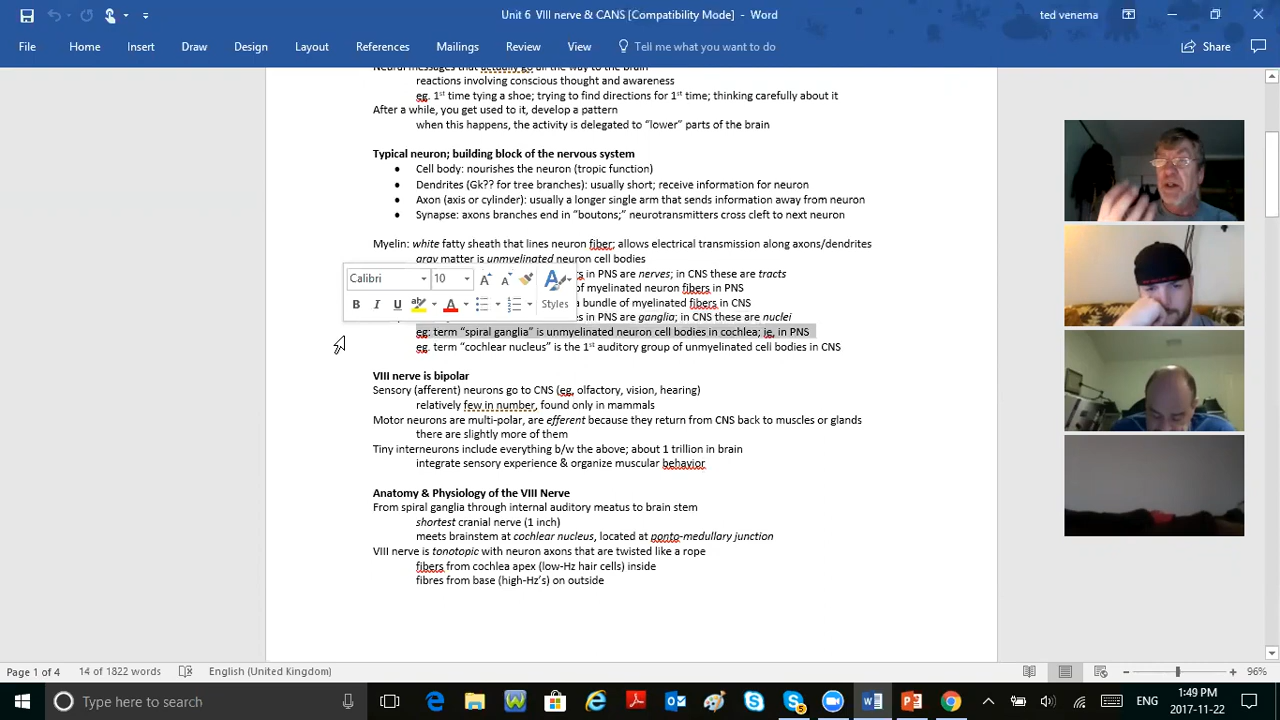 Unit 6 VIII nerve & CANS [Compatibility Mode] - Word
ted venema
File Home Insert Draw Design Layout References Mailings Review View Tell me what you want to do Share
Neural messages that actually go all the way to the brain
reactions involving conscious thought and awareness
eg. 1st time tying a shoe; trying to find directions for 1st time; thinking carefully about it
After a while, you get used to it, develop a pattern
when this happens, the activity is delegated to “lower” parts of the brain
Typical neuron; building block of the nervous system
• Cell body: nourishes the neuron (tropic function)
• Dendrites (Gk?? for tree branches): usually short; receive information for neuron
• Axon (axis or cylinder): usually a longer single arm that sends information away from neuron
• Synapse: axons branches end in “boutons;” neurotransmitters cross cleft to next neuron
Myelin: white fatty sheath that lines neuron fiber; allows electrical transmission along axons/dendrites
gray matter is unmyelinated neuron cell bodies
Calibri 10
in PNS are nerves; in CNS these are tracts
of myelinated neuron fibers in PNS
B I U A Styles
a bundle of myelinated fibers in CNS
in PNS are ganglia; in CNS these are nuclei
eg: term “spiral ganglia” is unmyelinated neuron cell bodies in cochlea; ie, in PNS
eg. term “cochlear nucleus” is the 1st auditory group of unmyelinated cell bodies in CNS
VIII nerve is bipolar
Sensory (afferent) neurons go to CNS (eg. olfactory, vision, hearing)
relatively few in number, found only in mammals
Motor neurons are multi-polar, are efferent because they return from CNS back to muscles or glands
there are slightly more of them
Tiny interneurons include everything b/w the above; about 1 trillion in brain
integrate sensory experience & organize muscular behavior
Anatomy & Physiology of the VIII Nerve
From spiral ganglia through internal auditory meatus to brain stem
shortest cranial nerve (1 inch)
meets brainstem at cochlear nucleus, located at ponto-medullary junction
VIII nerve is tonotopic with neuron axons that are twisted like a rope
fibers from cochlea apex (low-Hz hair cells) inside
fibres from base (high-Hz’s) on outside
Page 1 of 4 14 of 1822 words English (United Kingdom) 96%
Type here to search
ENG 1:49 PM
2017-11-22